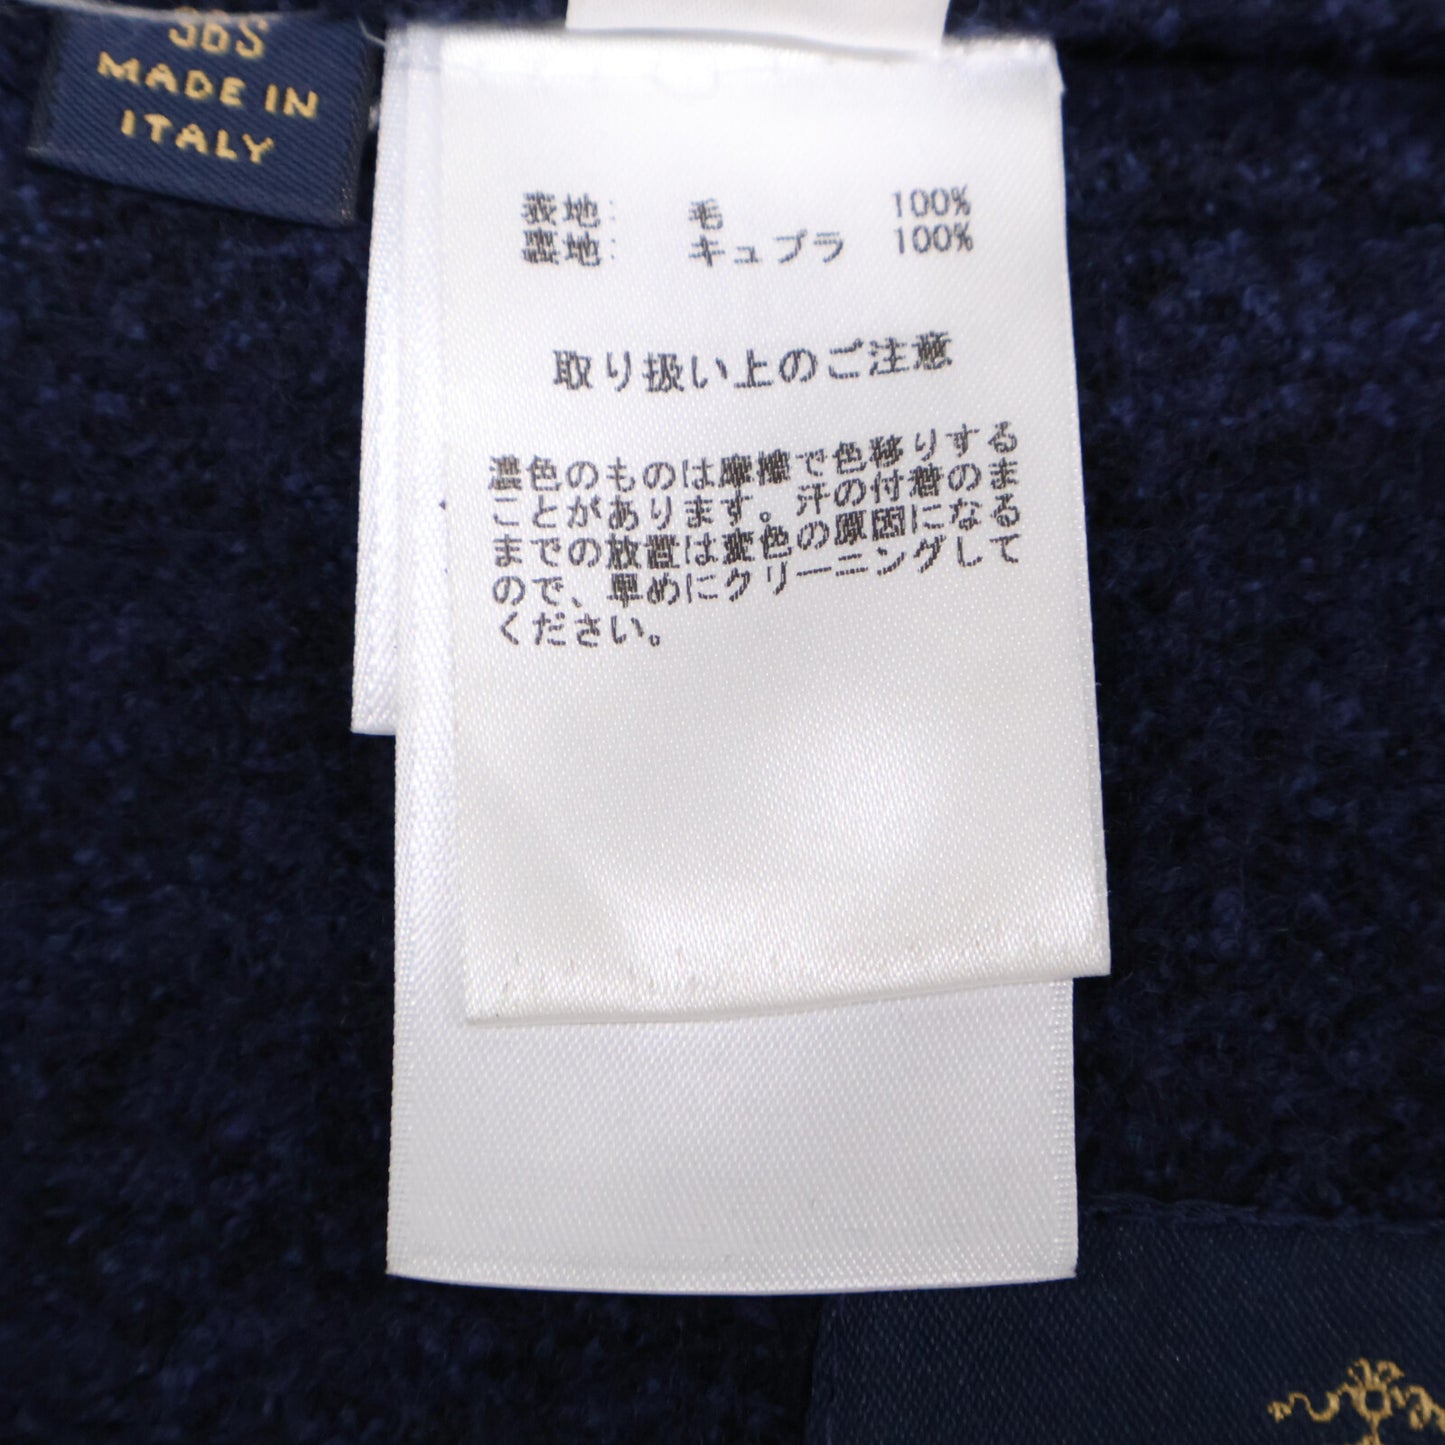 36S
MADE IN
ITALY
表地: 毛 100%
裏地: キュプラ 100%
取り扱い上のご注意
濃色のものは摩擦で色移りする
ことがあります。汗の付着のま
までの放置は変色の原因になる
ので、早めにクリーニングして
ください。